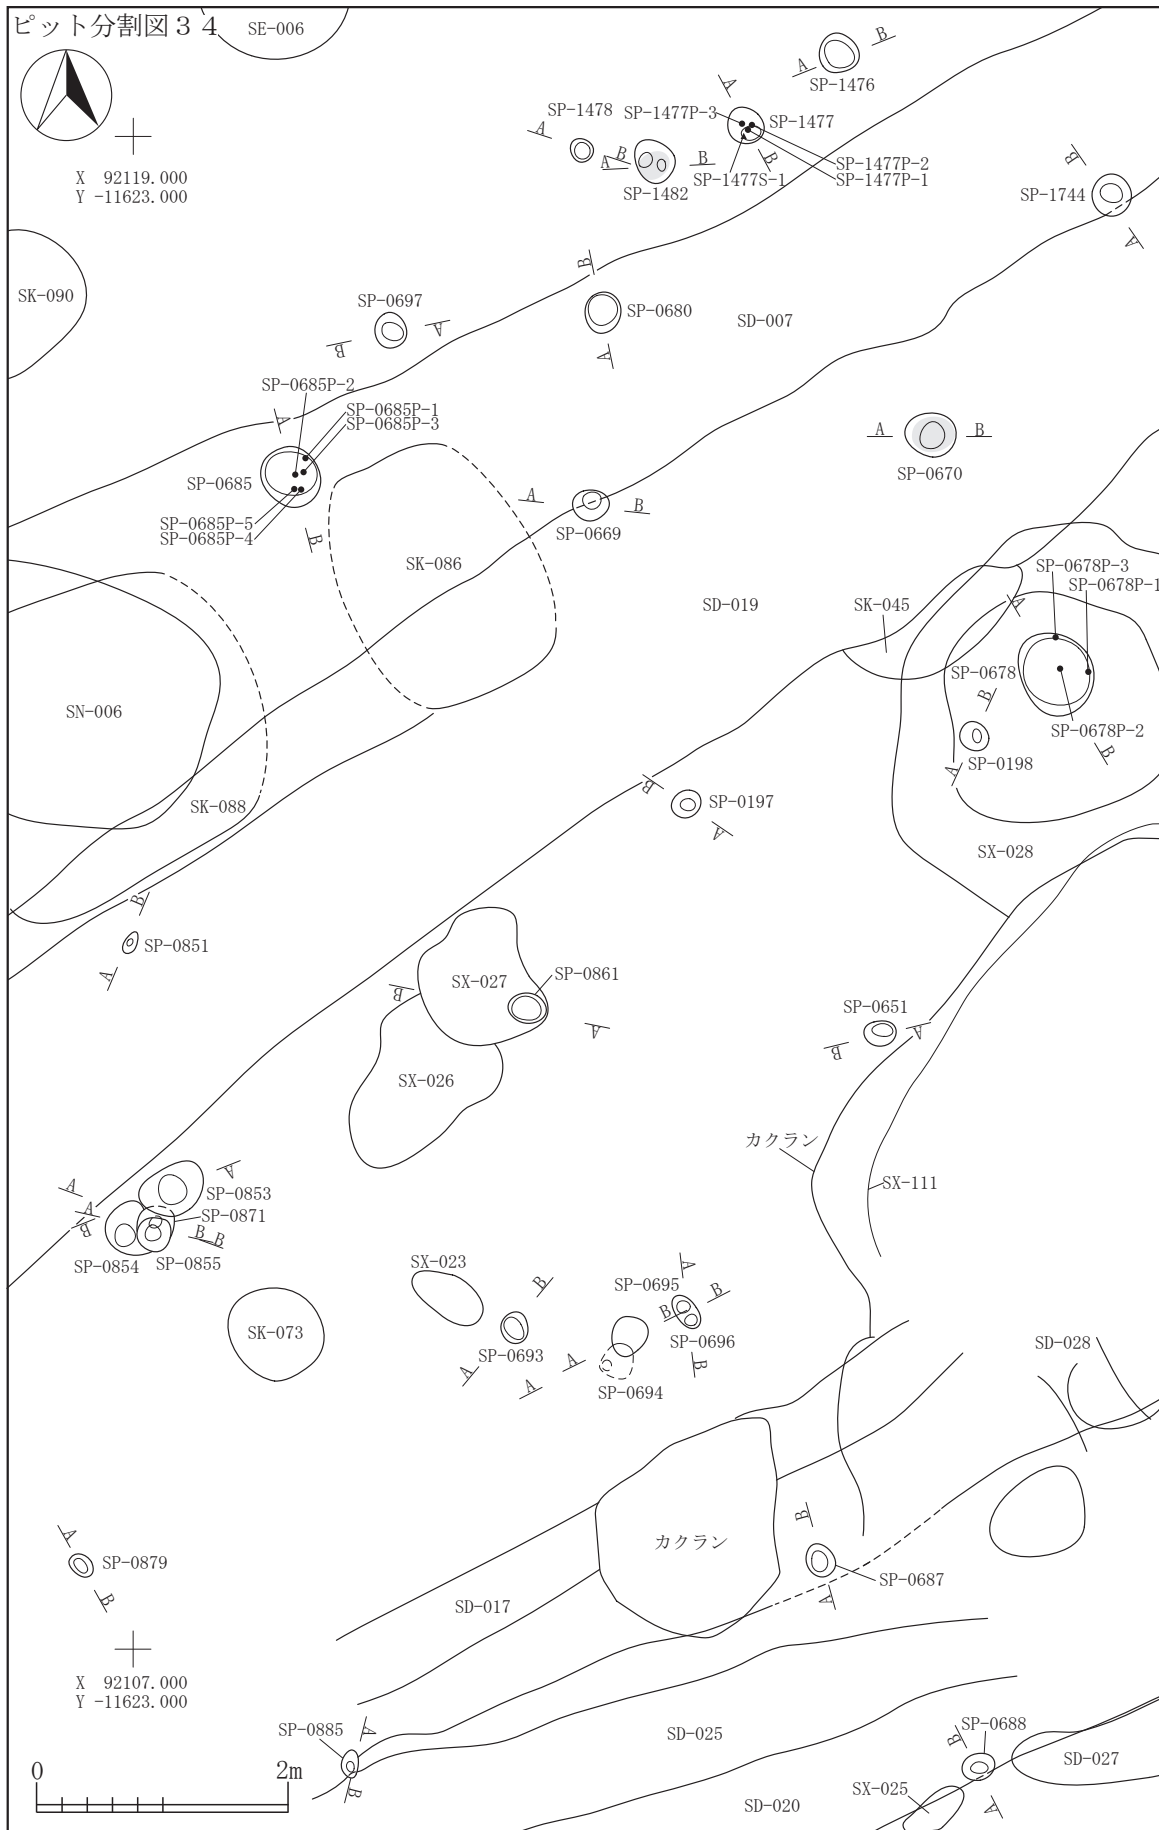 ピット分割図３４
SE-006
X 92119.000
Y -11623.000
B
A
SP-1476
A
SP-1478
SP-1477P-3
SP-1477
A
A
B
B
B
SP-1482
SP-1477S-1
SP-1477P-2
SP-1477P-1
B
SP-1744
A
SK-090
B
SP-0697
A
B
SP-0680
A
SD-007
SP-0685P-2
A
SP-0685P-1
SP-0685P-3
SP-0685
SP-0685P-5
SP-0685P-4
B
A
B
SP-0670
A
B
SP-0669
SK-086
SD-019
SK-045
SP-0678P-3
SP-0678P-1
A
SP-0678
B
SP-0678P-2
B
A
SP-0198
SN-006
SK-088
B
SP-0197
A
SX-028
B
SP-0851
A
SX-027
SP-0861
B
A
SX-026
SP-0651
A
B
カクラン
SX-111
A
A
A
B
SP-0853
SP-0871
B
B
SP-0854
SP-0855
SX-023
B
SP-0693
A
SK-073
SP-0695
A
B
B
SP-0696
B
A
A
SP-0694
SD-028
カクラン
B
SP-0687
A
A
SP-0879
B
SD-017
X 92107.000
Y -11623.000
SP-0885
A
B
SD-025
B
SP-0688
SD-027
SX-025
A
SD-020
0
2m